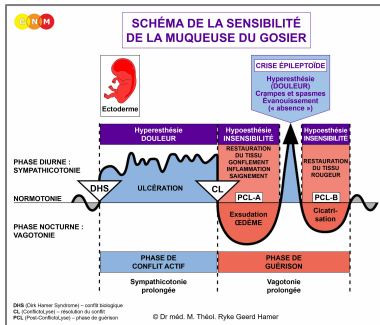 GNM
SCHÉMA DE LA SENSIBILITÉ
DE LA MUQUEUSE DU GOSIER
CRISE ÉPILEPTOÏDE
Hyperesthésie
(DOULEUR)
Crampes et spasmes
Evanouissement
(« absence »)
Ectoderme
Hyperesthésie
DOULEUR
Hypoesthésie
INSENSIBILITÉ
Hypoesthésie
INSENSIBILITÉ
RESTAURATION
DU TISSU
GONFLEMENT
INFLAMMATION
SAIGNEMENT
RESTAURATION
DU TISSU
ROUGEUR
PHASE DIURNE :
SYMPATHICOTONIE
DHS
ULCÉRATION
CL
PCL-A
PCL-B
NORMOTONIE
PHASE NOCTURNE :
VAGOTONIE
Exsudation
ŒDÈME
Cicatri-
sation
PHASE DE
CONFLIT ACTIF
PHASE DE
GUÉRISON
Sympathicotonie
prolongée
Vagotonie
prolongée
DHS (Dirk Hamer Syndrome) – conflit biologique
CL (ConflictoLyse) – résolution du conflit
PCL (Post-ConflictoLyse) – phase de guérison
© Dr méd. M. Théol. Ryke Geerd Hamer